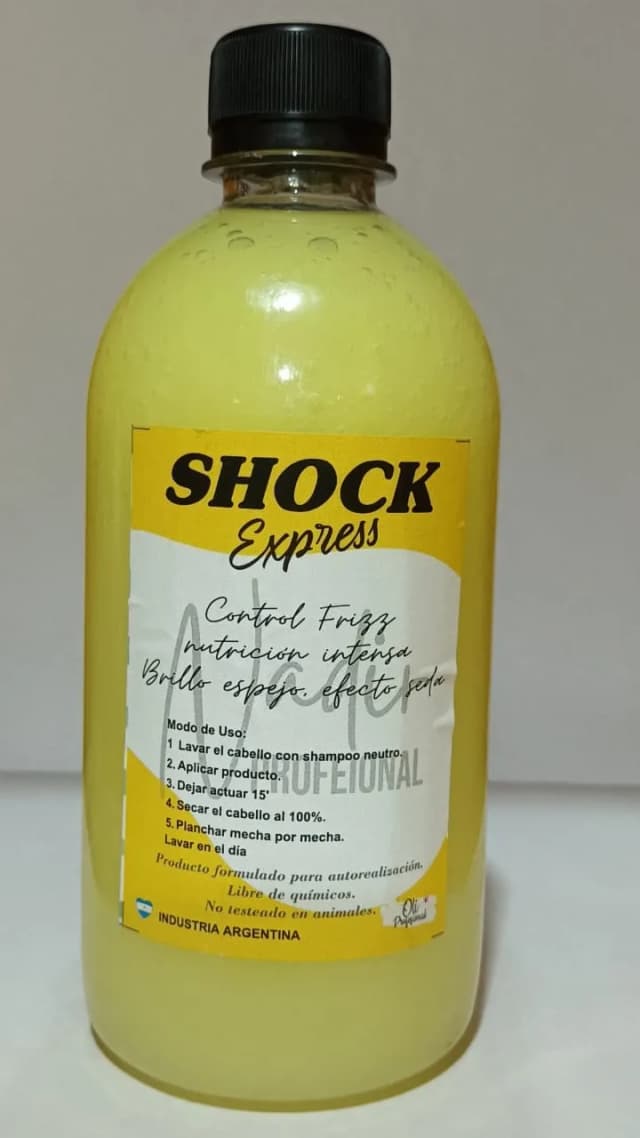 SHOCK
Express
Control Frizz
nutrición intensa
Brillo espejo. efecto seda
Nadir
PROFEIONAL
Modo de Uso:
1 Lavar el cabello con shampoo neutro.
2. Aplicar producto.
3. Dejar actuar 15'
4. Secar el cabello al 100%.
5. Planchar mecha por mecha.
Lavar en el día
Producto formulado para autorealización.
Libre de químicos.
No testeado en animales.
INDUSTRIA ARGENTINA
Oli
Profesional